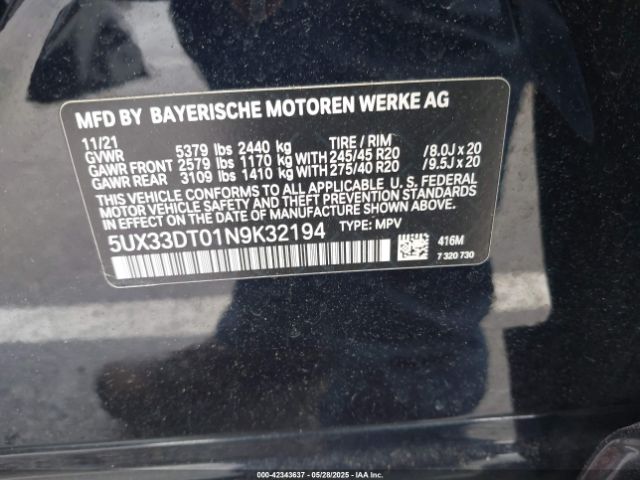 MFD BY BAYERISCHE MOTOREN WERKE AG
11/21
GVWR 5379 lbs 2440 kg TIRE / RIM
GAWR FRONT 2579 lbs 1170 kg WITH 245/45 R20 /8.0J x 20
GAWR REAR 3109 lbs 1410 kg WITH 275/40 R20 /9.5J x 20
THIS VEHICLE CONFORMS TO ALL APPLICABLE U. S. FEDERAL
MOTOR VEHICLE SAFETY AND THEFT PREVENTION STANDARDS
IN EFFECT ON THE DATE OF MANUFACTURE SHOWN ABOVE.
5UX33DT01N9K32194 TYPE: MPV
416M
7 320 730
000-42343637 - 05/28/2025 - IAA Inc.